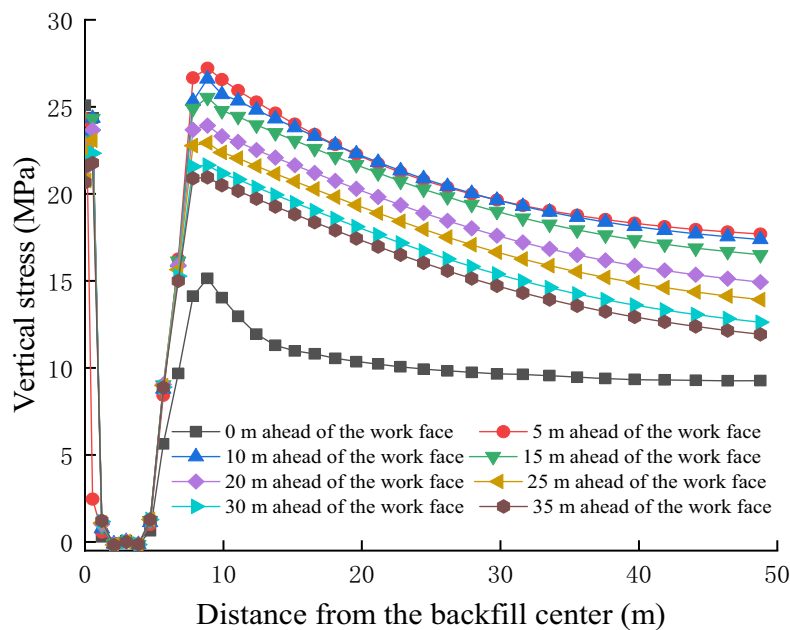 30
25
20
15
10
5
0
Vertical stress (MPa)
0 m ahead of the work face
5 m ahead of the work face
10 m ahead of the work face
15 m ahead of the work face
20 m ahead of the work face
25 m ahead of the work face
30 m ahead of the work face
35 m ahead of the work face
0 10 20 30 40 50
Distance from the backfill center (m)